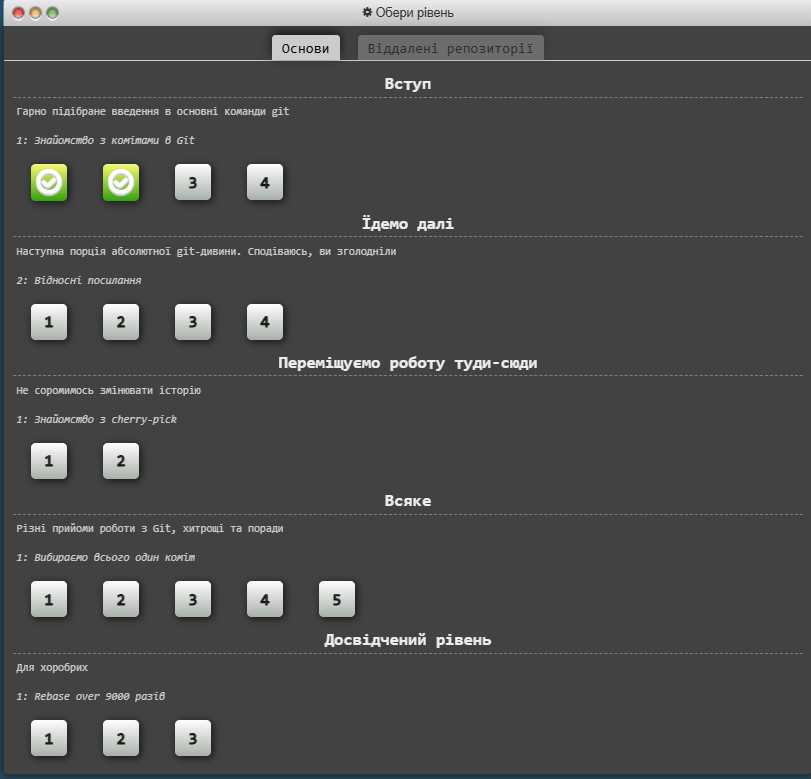 Обери рівень
Основи Віддалені репозиторії
Вступ
Гарно підібране введення в основні команди git
1: Знайомство з комітами в Git
3 4
Їдемо далі
Наступна порція абсолютної git-дивини. Сподіваюсь, ви зголодніли
2: Відносні посилання
1 2 3 4
Переміщуємо роботу туди-сюди
Не соромимось змінювати історію
1: Знайомство з cherry-pick
1 2
Всяке
Різні прийоми роботи з Git, хитрощі та поради
1: Вибираємо всього один коміт
1 2 3 4 5
Досвідчений рівень
Для хоробрих
1: Rebase over 9000 разів
1 2 3